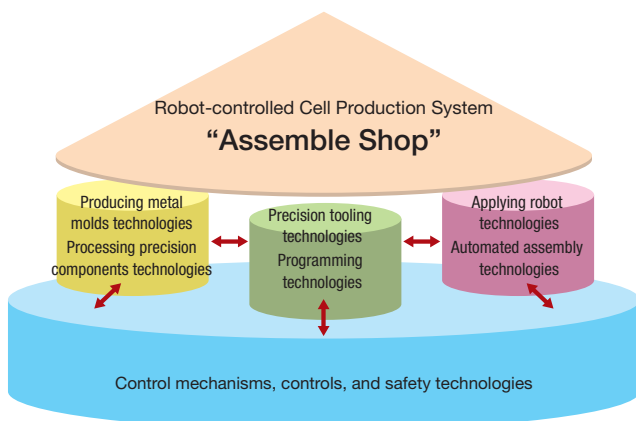 Robot-controlled Cell Production System
“Assemble Shop”
Producing metal
molds technologies
Processing precision
components technologies
Precision tooling
technologies
Programming
technologies
Applying robot
technologies
Automated assembly
technologies
Control mechanisms, controls, and safety technologies